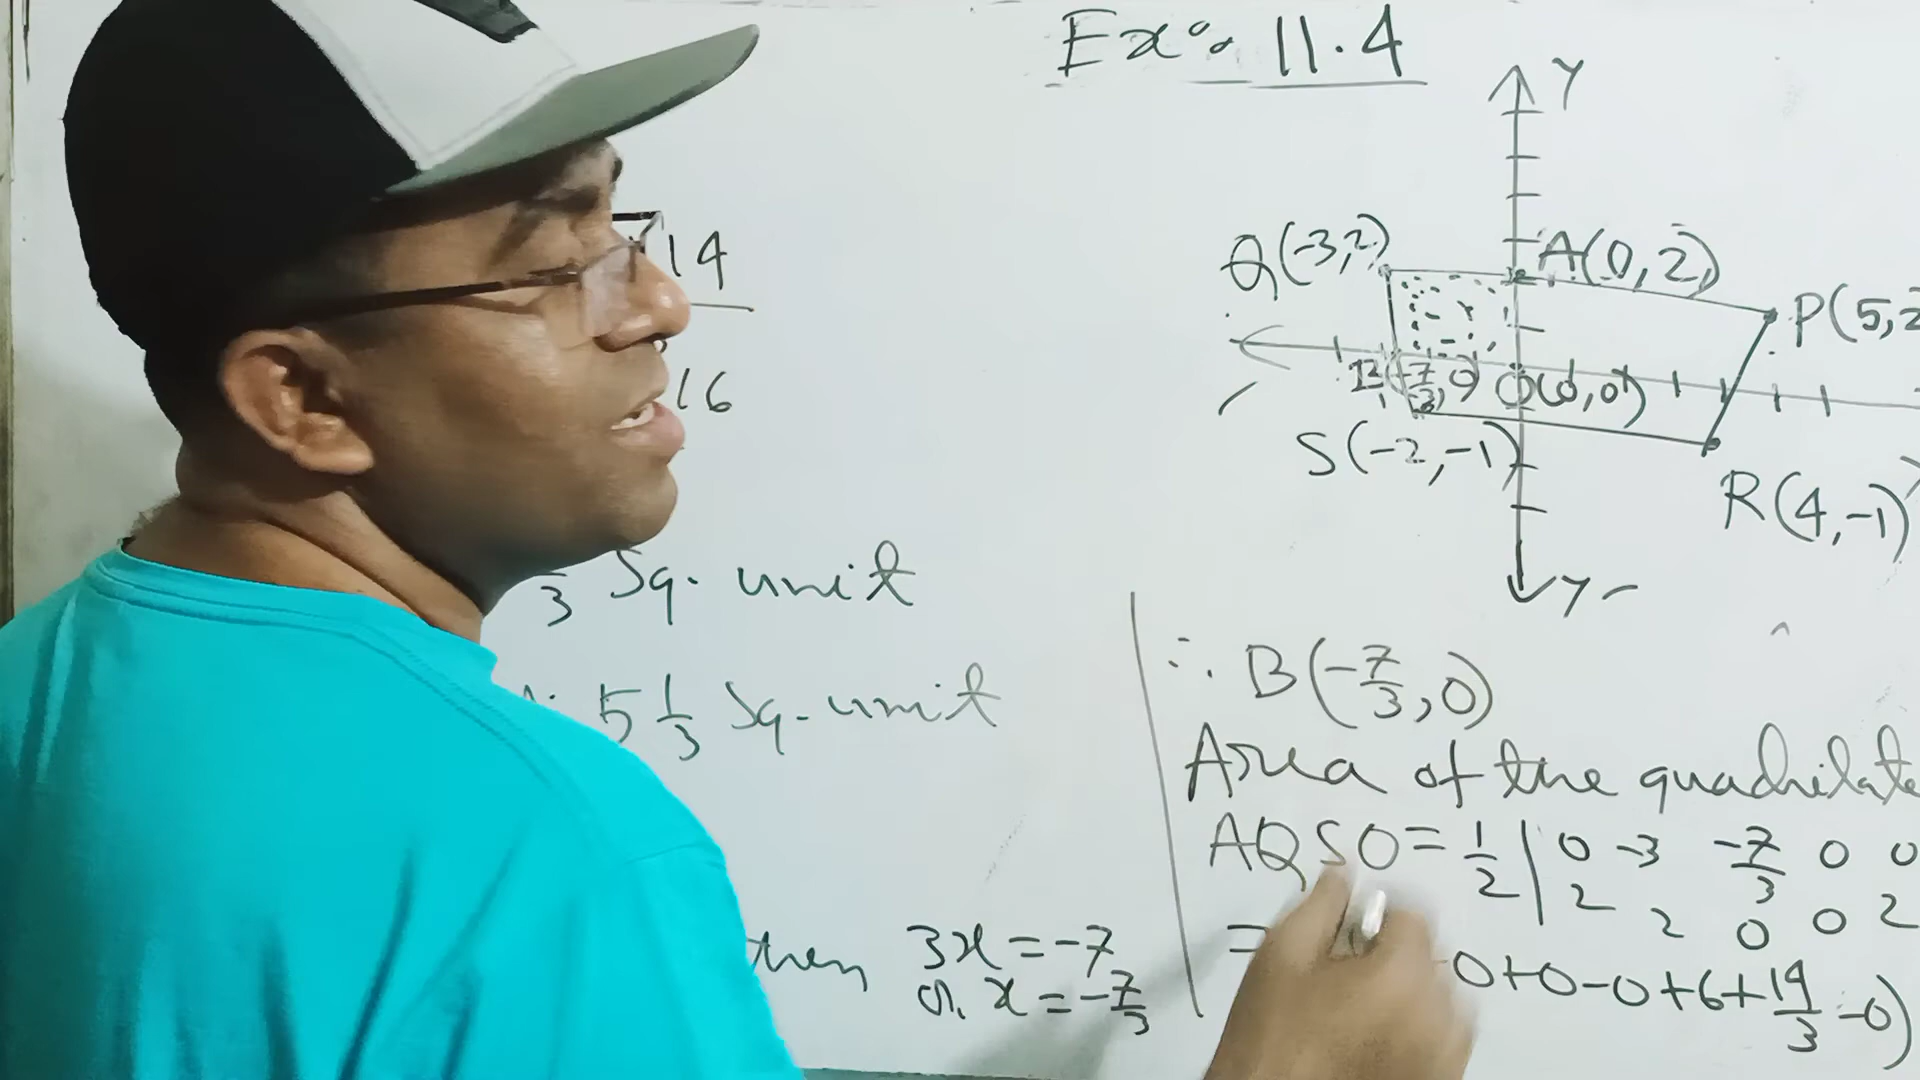 Ex: 11.4
Y
Q(-3,2)
A(0,2)
P(5,2
B(-7/3,0)
O(0,0)
S(-2,-1)
R(4,-1)
Y
14
16
3 Sq. unit
5 1/3 Sq. unit
then 3x = -7
or, x = -7/3
∴ B(-7/3, 0)
Area of the quadrilate
AQSO = 1/2 | 0 -3 -7/3 0 0
2 2 0 0 2
= 0+0-0+6+14/3-0)